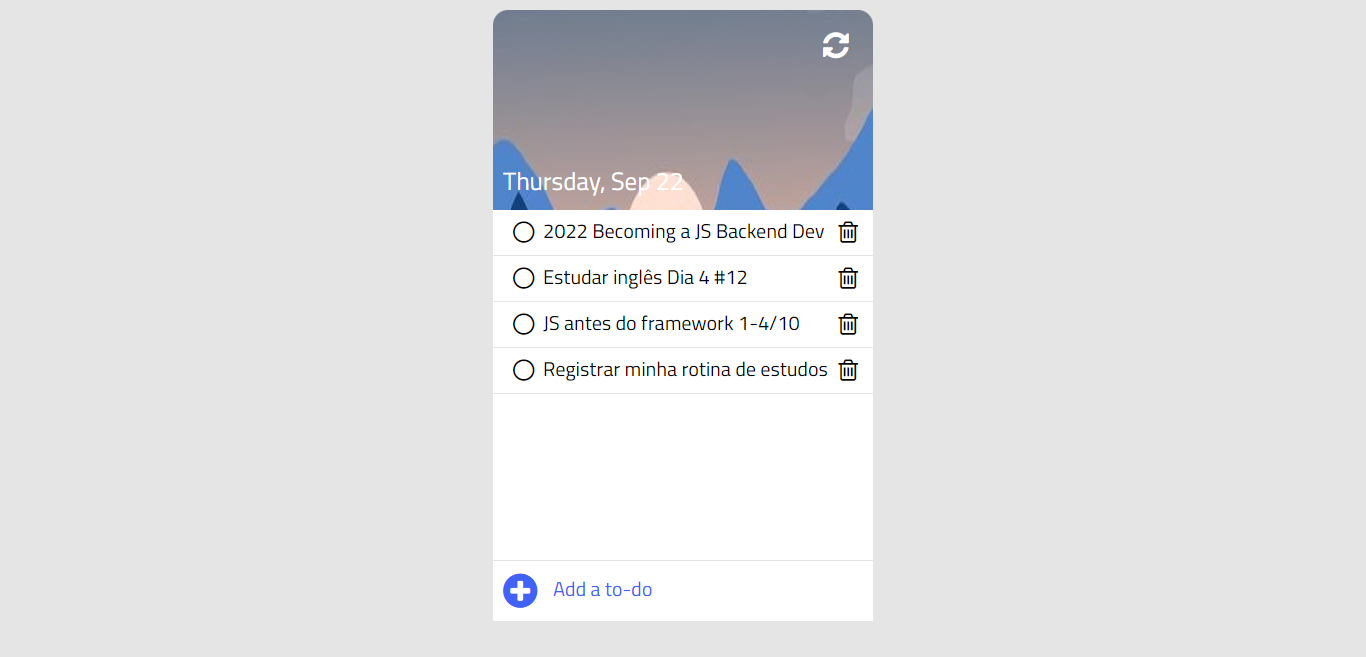 Thursday, Sep 22
2022 Becoming a JS Backend Dev
Estudar inglês Dia 4 #12
JS antes do framework 1-4/10
Registrar minha rotina de estudos
Add a to-do